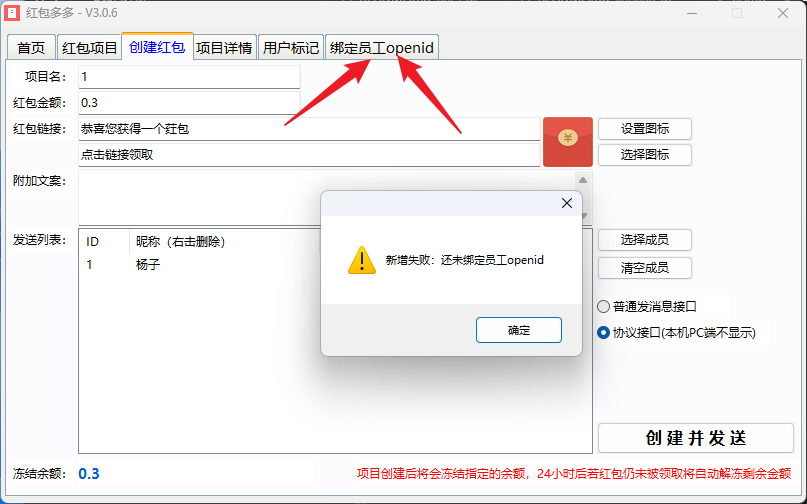 红包多多 - V3.0.6
首页 红包项目 创建红包 项目详情 用户标记 绑定员工openid
项目名： 1
红包金额： 0.3
红包链接： 恭喜您获得一个荭包 ¥ 设置图标
点击链接领取 选择图标
附加文案：
发送列表： ID 昵称（右击删除） 选择成员
1 杨子 清空成员
新增失败：还未绑定员工openid
确定
普通发消息接口
协议接口(本机PC端不显示)
创建并发送
冻结余额： 0.3 项目创建后将会冻结指定的余额，24小时后若红包仍未被领取将自动解冻剩余金额